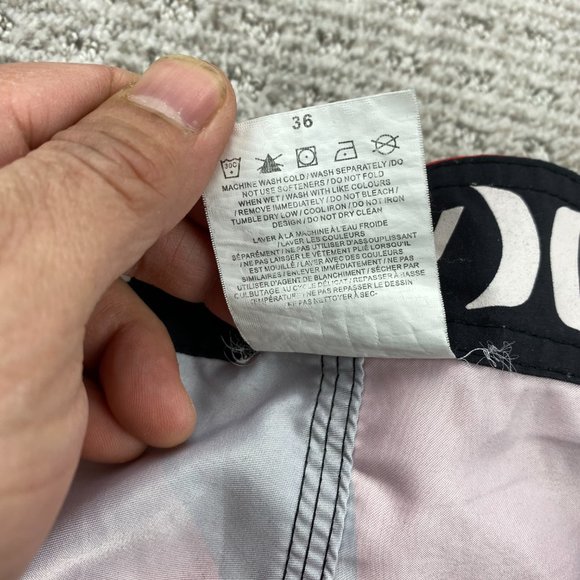 36
30C
MACHINE WASH COLD / WASH SEPARATELY /DO
NOT USE SOFTENERS / DO NOT FOLD
WHEN WET / WASH WITH LIKE COLOURS
/ REMOVE IMMEDIATELY / DO NOT BLEACH /
TUMBLE DRY LOW / COOL IRON / DO NOT IRON
DESIGN / DO NOT DRY CLEAN
LAVER À LA MACHINE À L'EAU FROIDE
/ LAVER LES COULEURS
SÉPARÉMENT / NE PAS UTILISER D'ASSOUPLISSANT
/ NE PAS LAISSER LE VÊTEMENT PLIÉ LORSQU'IL
EST MOUILLÉ / LAVER AVEC DES COULEURS
SIMILAIRES / ENLEVER IMMÉDIATEMENT / NE PAS
UTILISER D'AGENT DE BLANCHIMENT / SÉCHER PAR
CULBUTAGE AU CYCLE DÉLICAT / REPASSER À BASSE
TEMPÉRATURE / NE PAS REPASSER LE DESSIN
/ NE PAS NETTOYER À SEC-